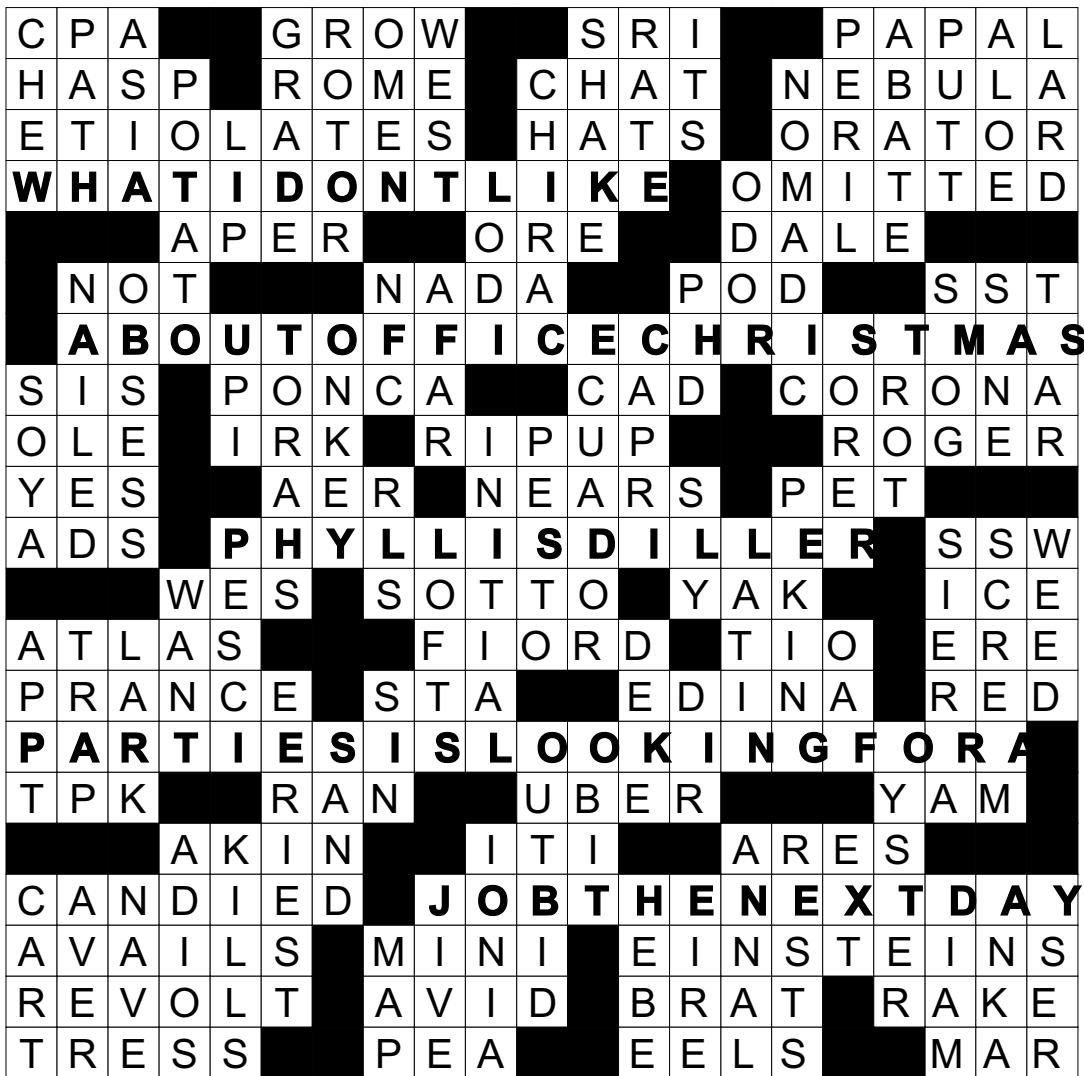 CPA GROW SRI PAPAL
HASP ROME CHAT NEBULA
ETIOLATES HATS ORATOR
WHATIDONTLIKE OMITTED
APER ORE DALE
NOT NADA POD SST
ABOUTOFFICECHRISTMAS
SIS PONCA CAD CORONA
OLE IRK RIPUP ROGER
YES AER NEARS PET
ADS PHYLLISDILLER SSW
WES SOTTO YAK ICE
ATLAS FIORD TIO ERE
PRANCE STA EDINA RED
PARTIESISLOOKINGFORA
TPK RAN UBER YAM
AKIN ITI ARES
CANDIED JOBTHENEXTDAY
AVAILS MINI EINSTEINS
REVOLT AVID BRAT RAKE
TRESS PEA EELS MAR